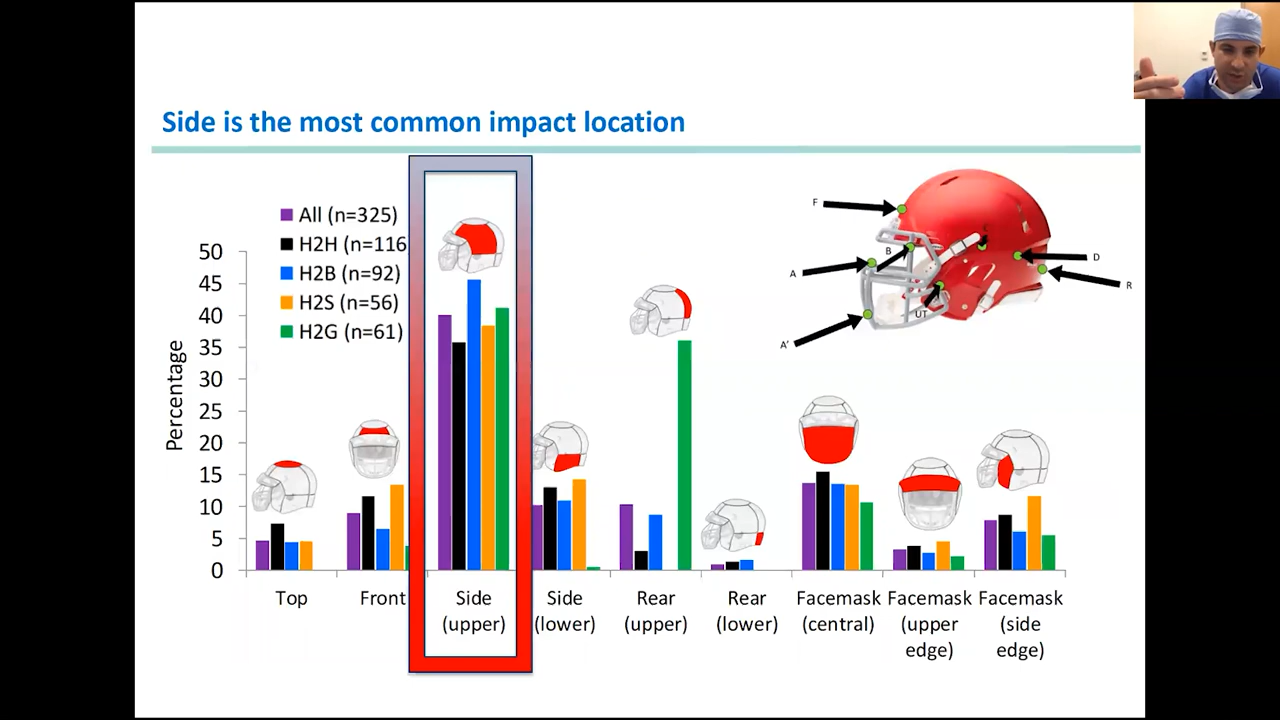 Side is the most common impact location
All (n=325)
H2H (n=116
H2B (n=92)
H2S (n=56)
H2G (n=61)
Percentage
50
45
40
35
30
25
20
15
10
5
0
Top
Front
Side
(upper)
Side
(lower)
Rear
(upper)
Rear
(lower)
Facemask
(central)
Facemask
(upper
edge)
Facemask
(side
edge)
F
C
B
A
D
R
UT
A'